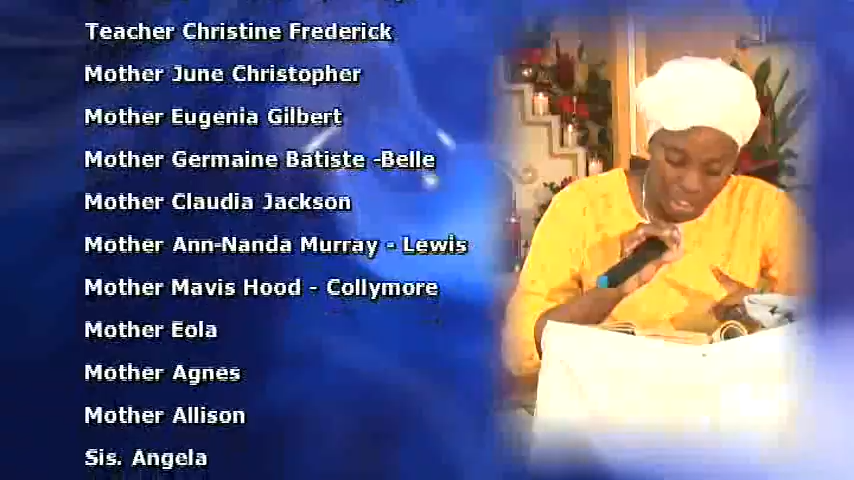 Teacher Christine Frederick
Mother June Christopher
Mother Eugenia Gilbert
Mother Germaine Batiste -Belle
Mother Claudia Jackson
Mother Ann-Nanda Murray - Lewis
Mother Mavis Hood - Collymore
Mother Eola
Mother Agnes
Mother Allison
Sis. Angela